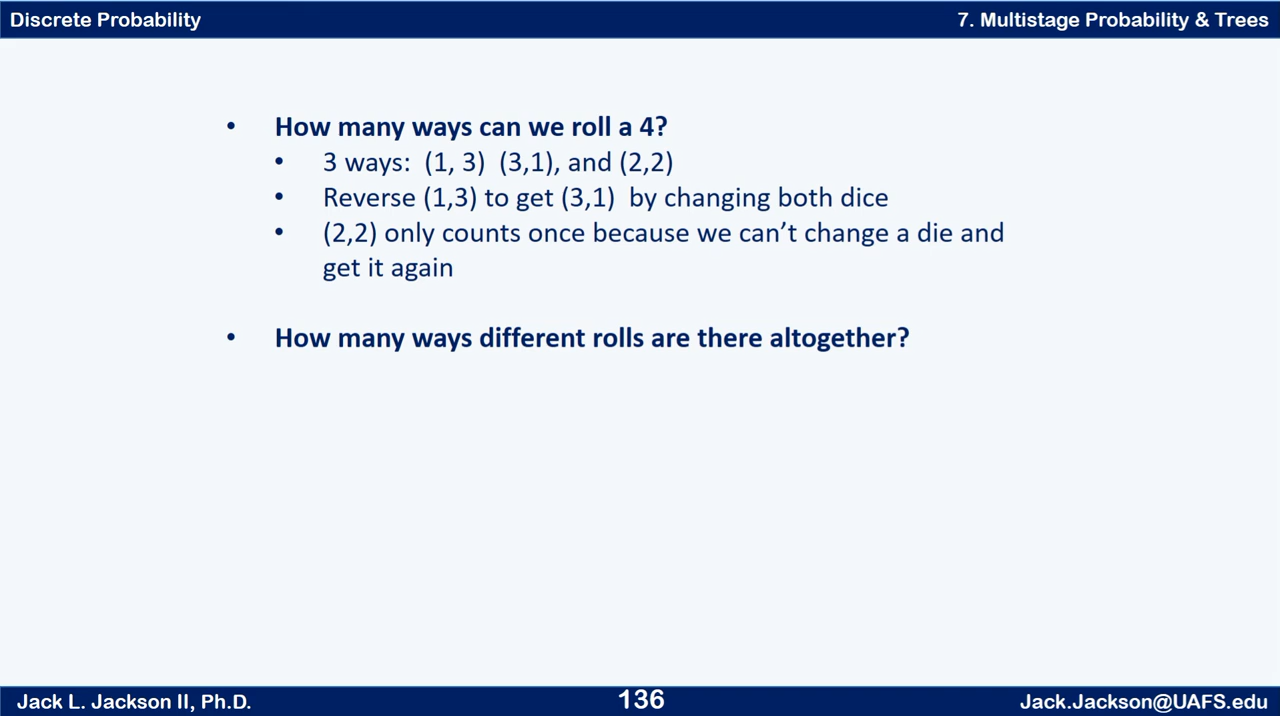 Discrete Probability
7. Multistage Probability & Trees
• How many ways can we roll a 4?
• 3 ways: (1, 3) (3,1), and (2,2)
• Reverse (1,3) to get (3,1) by changing both dice
• (2,2) only counts once because we can’t change a die and
get it again
• How many ways different rolls are there altogether?
Jack L. Jackson II, Ph.D.
136
Jack.Jackson@UAFS.edu